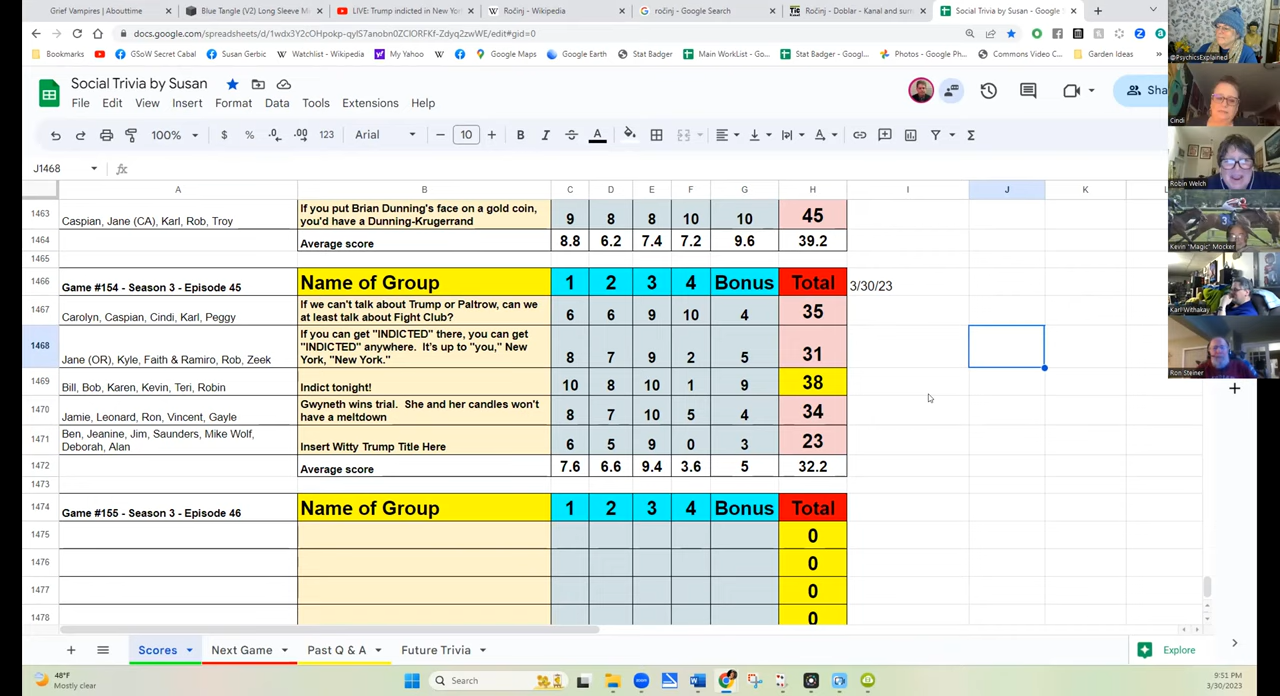 Grief Vampires | Abouttime
Blue Tangle (V2) Long Sleeve M
LIVE: Trump indicted in New Yor
Ročinj - Wikipedia
ročinj - Google Search
Ročinj - Doblar - Kanal and surr
Social Trivia by Susan - Google S
docs.google.com/spreadsheets/d/
edit#gid=0
Bookmarks
GSoW Secret Cabal
Susan Gerbic
Watchlist - Wikipedia
My Yahoo
Google Maps
Google Earth
Stat Badger
Main WorkList - Go...
Stat Badger - Googl...
Photos - Google Ph...
Commons Video C...
Garden Ideas
Social Trivia by Susan
File Edit View Insert Format Data Tools Extensions Help
Sha
100% $ % .0 .00 123 Arial 10 B I A
J1468 fx
A B C D E F G H I J K
1463 Caspian, Jane (CA), Karl, Rob, Troy If you put Brian Dunning's face on a gold coin, 9 8 8 10 10 45
you'd have a Dunning-Krugerrand
1464 Average score 8.8 6.2 7.4 7.2 9.6 39.2
1465
1466 Game #154 - Season 3 - Episode 45 Name of Group 1 2 3 4 Bonus Total 3/30/23
1467 Carolyn, Caspian, Cindi, Karl, Peggy If we can't talk about Trump or Paltrow, can we 6 6 9 10 4 35
at least talk about Fight Club?
1468 Jane (OR), Kyle, Faith & Ramiro, Rob, Zeek If you can get "INDICTED" there, you can get 8 7 9 2 5 31
"INDICTED" anywhere. It's up to "you," New
York, "New York."
1469 Bill, Bob, Karen, Kevin, Teri, Robin Indict tonight! 10 8 10 1 9 38
1470 Jamie, Leonard, Ron, Vincent, Gayle Gwyneth wins trial. She and her candles won't 8 7 10 5 4 34
have a meltdown
1471 Ben, Jeanine, Jim, Saunders, Mike Wolf, Insert Witty Trump Title Here 6 5 9 0 3 23
Deborah, Alan
1472 Average score 7.6 6.6 9.4 3.6 5 32.2
1473
1474 Game #155 - Season 3 - Episode 46 Name of Group 1 2 3 4 Bonus Total
1475 0
1476 0
1477 0
1478 0
Scores Next Game Past Q & A Future Trivia Explore
48°F
Mostly clear
Search
9:51 PM
3/30/2023
@PsychicsExplained
Cindi
Robin Welch
Kevin "Magic" Mocker
Karl Withakay
Ron Steiner